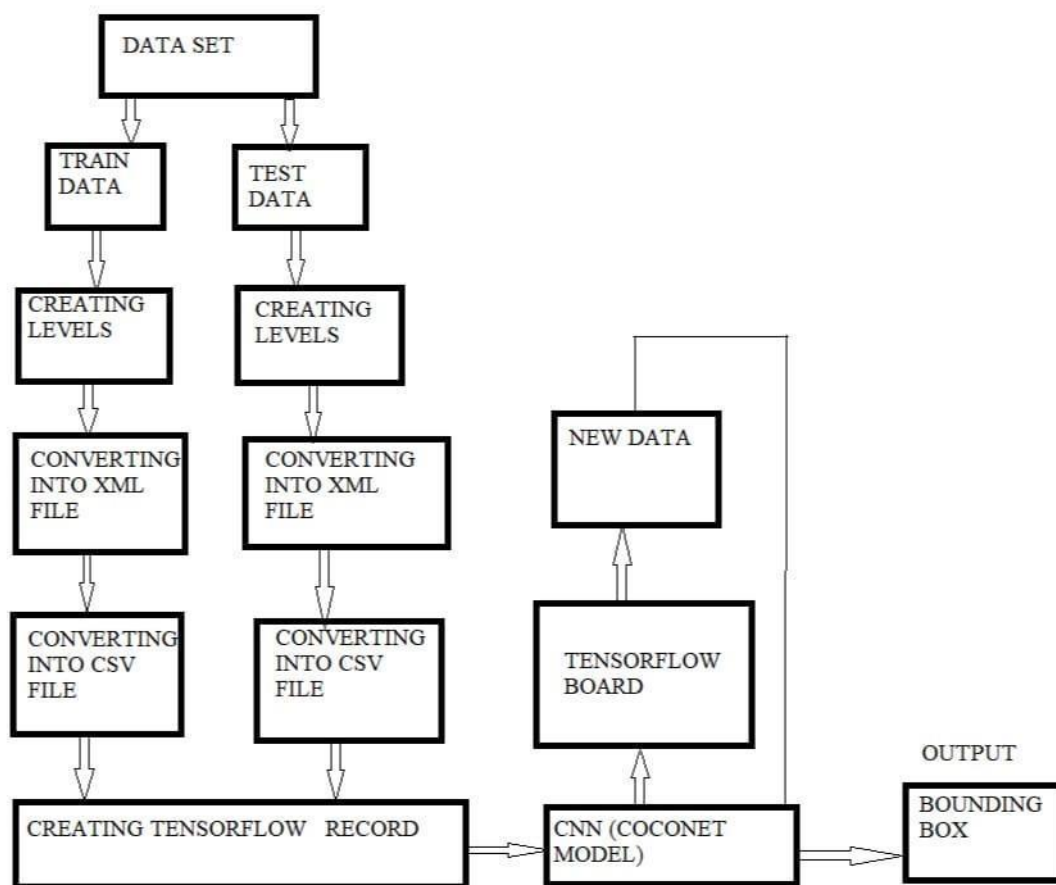 DATA SET
TRAIN
DATA
TEST
DATA
CREATING
LEVELS
CREATING
LEVELS
CONVERTING
INTO XML
FILE
CONVERTING
INTO XML
FILE
CONVERTING
INTO CSV
FILE
CONVERTING
INTO CSV
FILE
CREATING TENSORFLOW RECORD
NEW DATA
TENSORFLOW
BOARD
CNN (COCONET
MODEL)
OUTPUT
BOUNDING
BOX